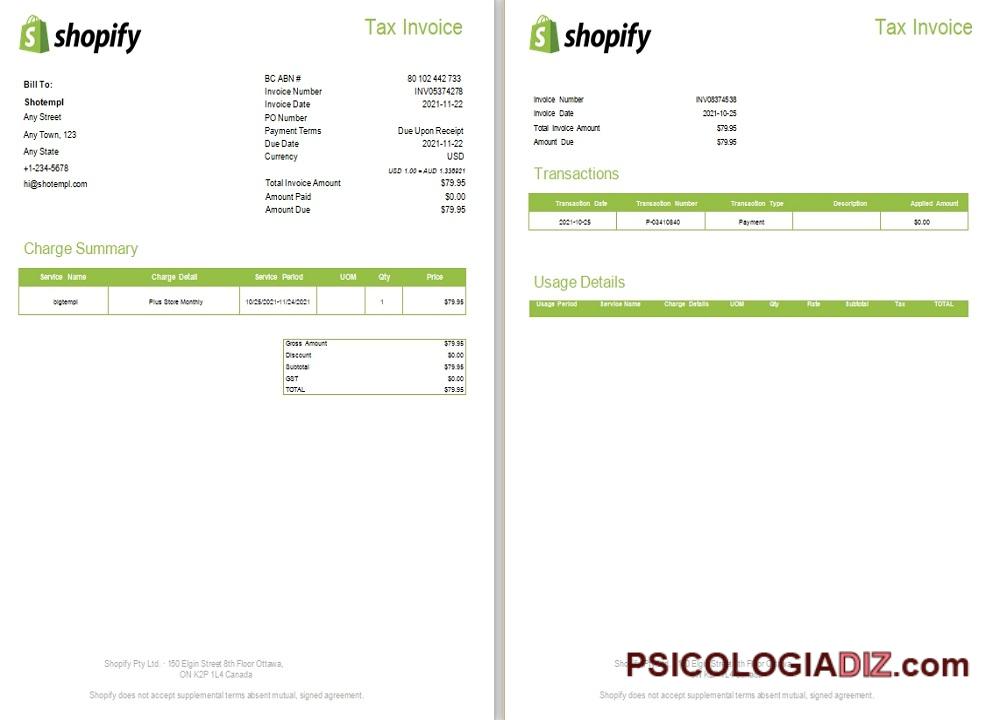 shopify
Tax Invoice
Bill To:
Shotempl
Any Street
Any Town, 123
Any State
+1-234-5678
hi@shotempl.com
BC ABN # 80 102 442 733
Invoice Number INV05374278
Invoice Date 2021-11-22
PO Number
Payment Terms Due Upon Receipt
Due Date 2021-11-22
Currency USD
USD 1.00 = AUD 1.336921
Total Invoice Amount $79.95
Amount Paid $0.00
Amount Due $79.95
Charge Summary
Service Name Charge Detail Service Period UOM Qty Price
bigtempl Plus Store Monthly 10/25/2021-11/24/2021 1 $79.95
Gross Amount $79.95
Discount $0.00
Subtotal $79.95
GST $0.00
TOTAL $79.95
Shopify Pty Ltd. · 150 Elgin Street 8th Floor Ottawa,
ON K2P 1L4 Canada
Shopify does not accept supplemental terms absent mutual, signed agreement.
shopify
Tax Invoice
Invoice Number INV08374538
Invoice Date 2021-10-25
Total Invoice Amount $79.95
Amount Due $79.95
Transactions
Transaction Date Transaction Number Transaction Type Description Applied Amount
2021-10-25 P-03410840 Payment $0.00
Usage Details
Usage Period Service Name Charge Details UOM Qty Rate Subtotal Tax TOTAL
PSICOLOGIADIZ.com
Shopify does not accept supplemental terms absent mutual, signed agreement.